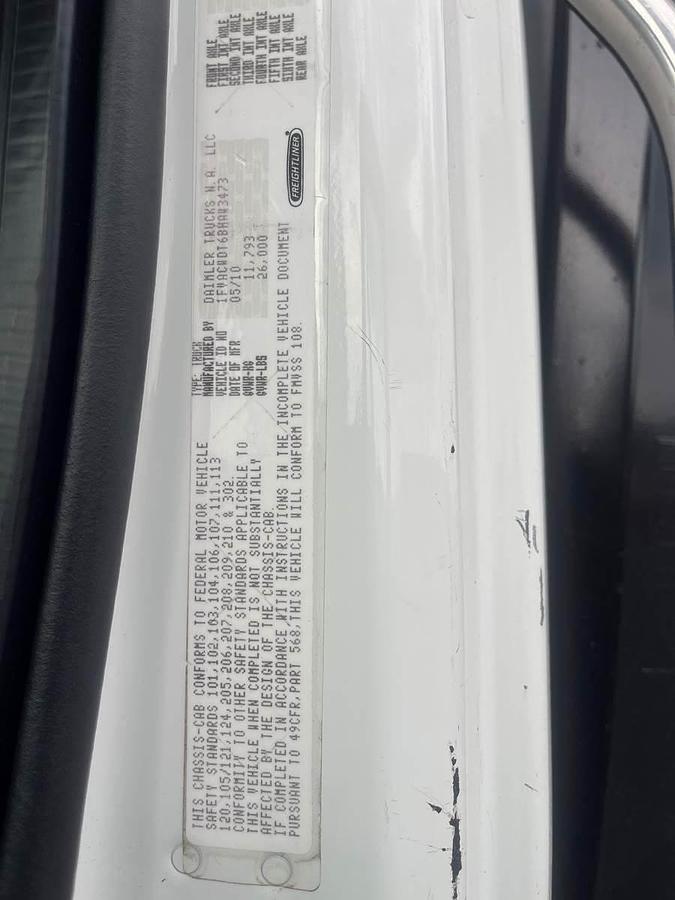 THIS CHASSIS-CAB CONFORMS TO FEDERAL MOTOR VEHICLE
SAFETY STANDARDS 101,102,103,104,106,107,111,113
120,105/121,124,205,206,207,208,209,210 & 302.
CONFORMITY TO OTHER SAFETY STANDARDS APPLICABLE TO
THIS VEHICLE WHEN COMPLETED IS NOT SUBSTANTIALLY
AFFECTED BY THE DESIGN OF THE CHASSIS-CAB.
IF COMPLETED IN ACCORDANCE WITH INSTRUCTIONS IN THE INCOMPLETE VEHICLE DOCUMENT
PURSUANT TO 49CFR,PART 568,THIS VEHICLE WILL CONFORM TO FMVSS 108.
TYPE: TRUCK
MANUFACTURED BY DAIMLER TRUCKS N.A. LLC
VEHICLE ID NO 1FVACWDT6BHAW3473
DATE OF MFR 05/10
GVWR-KG 11,793
GVWR-LBS 26,000
FREIGHTLINER
FRONT AXLE
FIRST INT AXLE
SECOND INT AXLE
THIRD INT AXLE
FOURTH INT AXLE
FIFTH INT AXLE
SIXTH INT AXLE
REAR AXLE